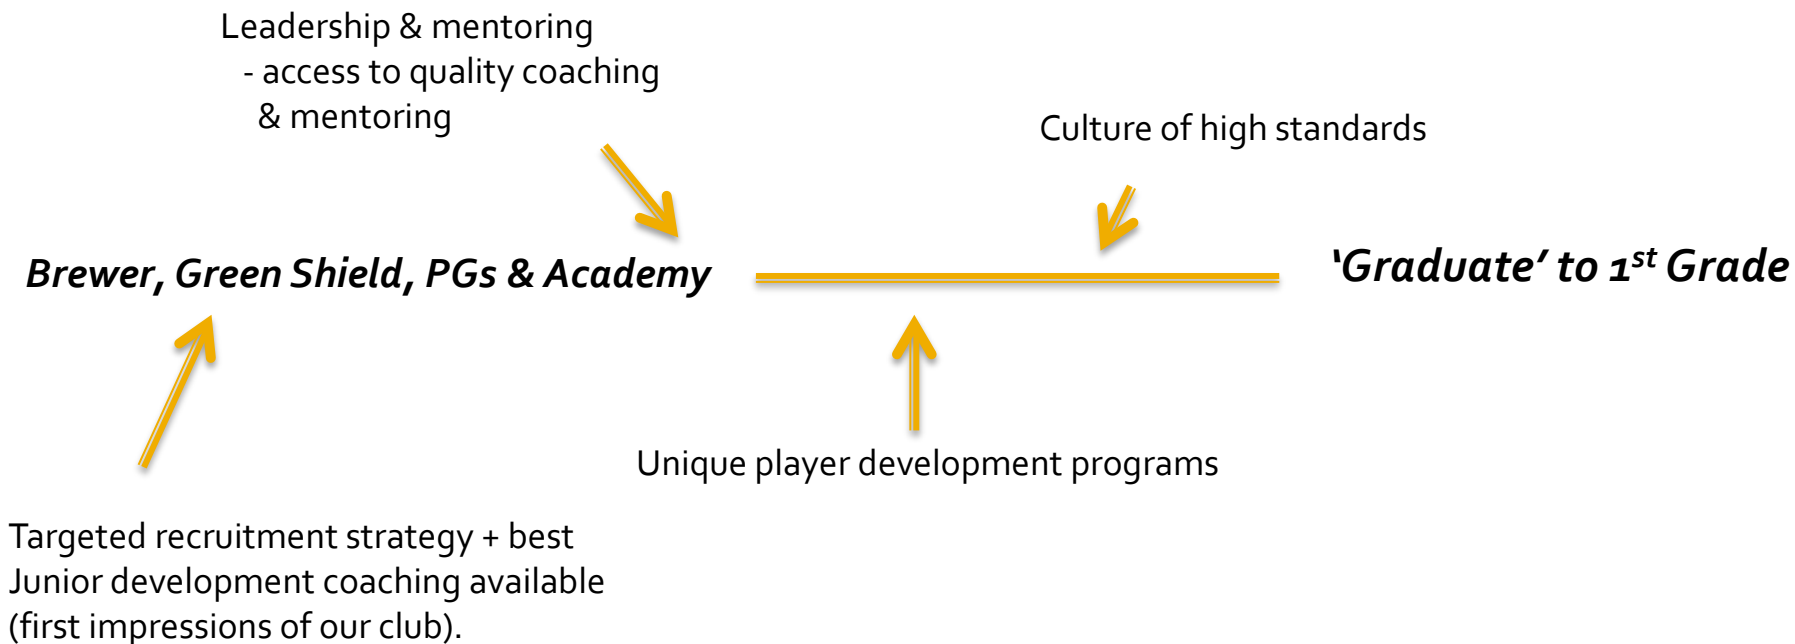 Leadership & mentoring
- access to quality coaching
& mentoring
Culture of high standards
Brewer, Green Shield, PGs & Academy
‘Graduate’ to 1st Grade
Unique player development programs
Targeted recruitment strategy + best
Junior development coaching available
(first impressions of our club).